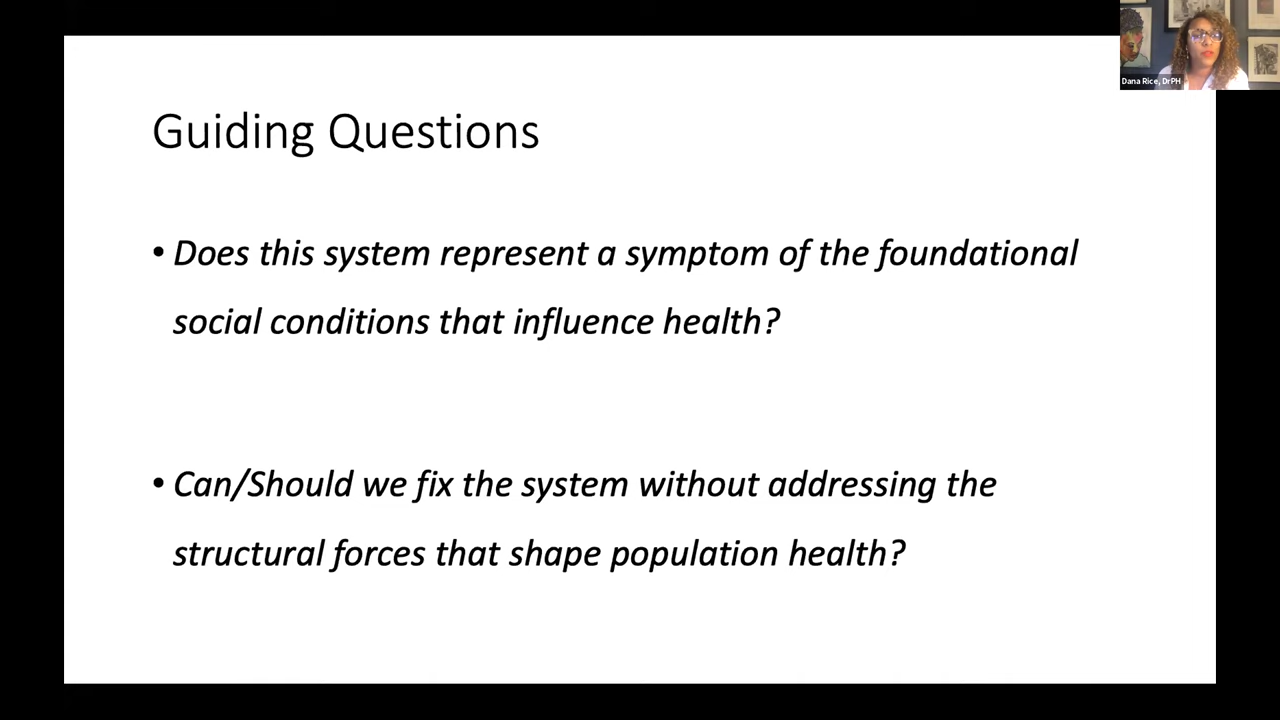 Dana Rice, DrPH
Guiding Questions
• Does this system represent a symptom of the foundational
social conditions that influence health?
• Can/Should we fix the system without addressing the
structural forces that shape population health?